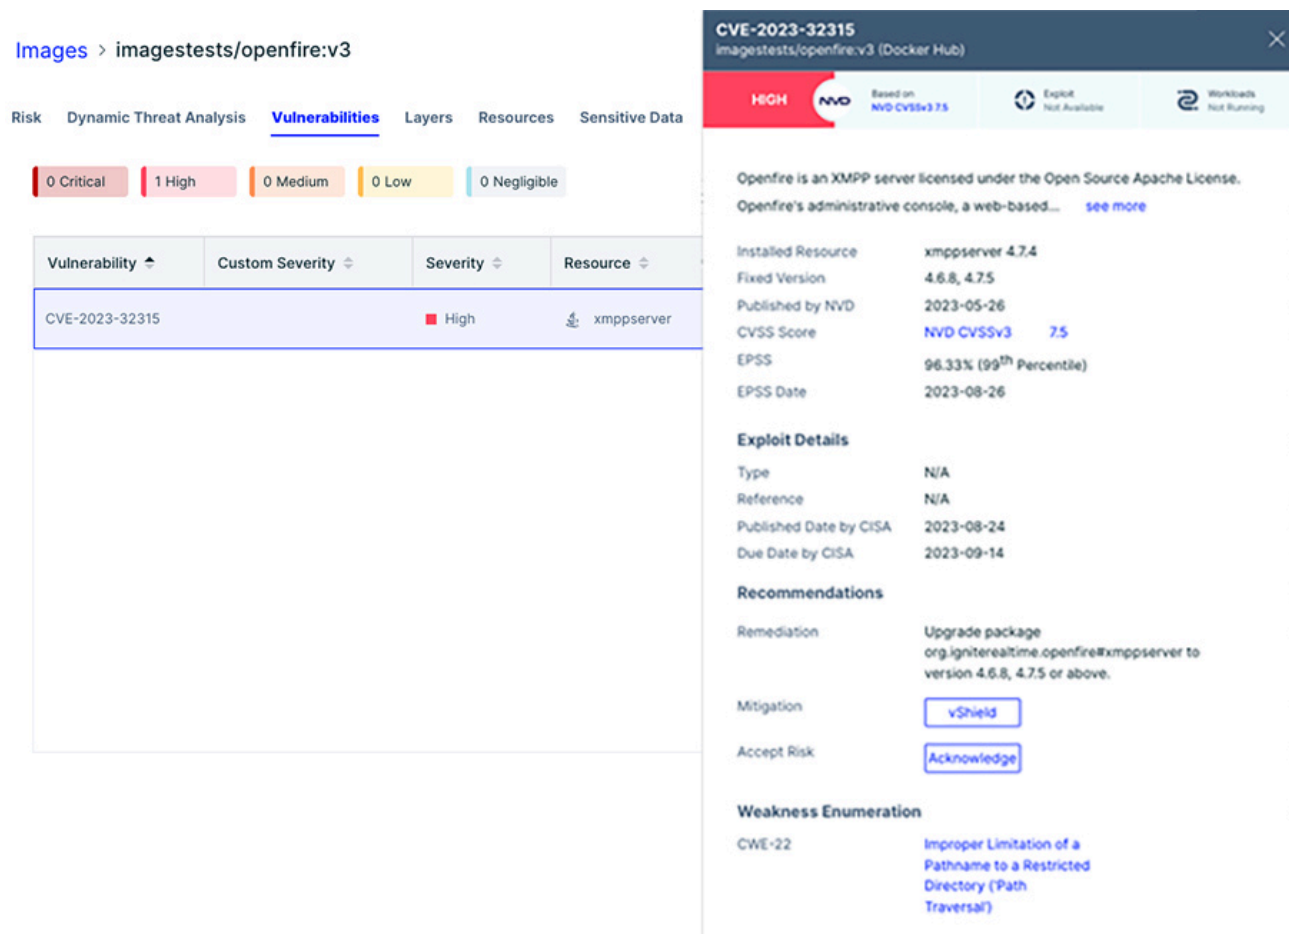 Images > imagestests/openfire:v3
Risk Dynamic Threat Analysis Vulnerabilities Layers Resources Sensitive Data
0 Critical 1 High 0 Medium 0 Low 0 Negligible
Vulnerability Custom Severity Severity Resource
CVE-2023-32315 High xmppserver
CVE-2023-32315
imagestests/openfire:v3 (Docker Hub)
HIGH NVD Based on
NVD CVSSv3 7.5
Exploit
Not Available
Workloads
Not Running
Openfire is an XMPP server licensed under the Open Source Apache License.
Openfire's administrative console, a web-based... see more
Installed Resource xmppserver 4.7.4
Fixed Version 4.6.8, 4.7.5
Published by NVD 2023-05-26
CVSS Score NVD CVSSv3 7.5
EPSS 96.33% (99th Percentile)
EPSS Date 2023-08-26
Exploit Details
Type N/A
Reference N/A
Published Date by CISA 2023-08-24
Due Date by CISA 2023-09-14
Recommendations
Remediation Upgrade package
org.igniterealtime.openfire#xmppserver to
version 4.6.8, 4.7.5 or above.
Mitigation vShield
Accept Risk Acknowledge
Weakness Enumeration
CWE-22 Improper Limitation of a
Pathname to a Restricted
Directory ('Path
Traversal')